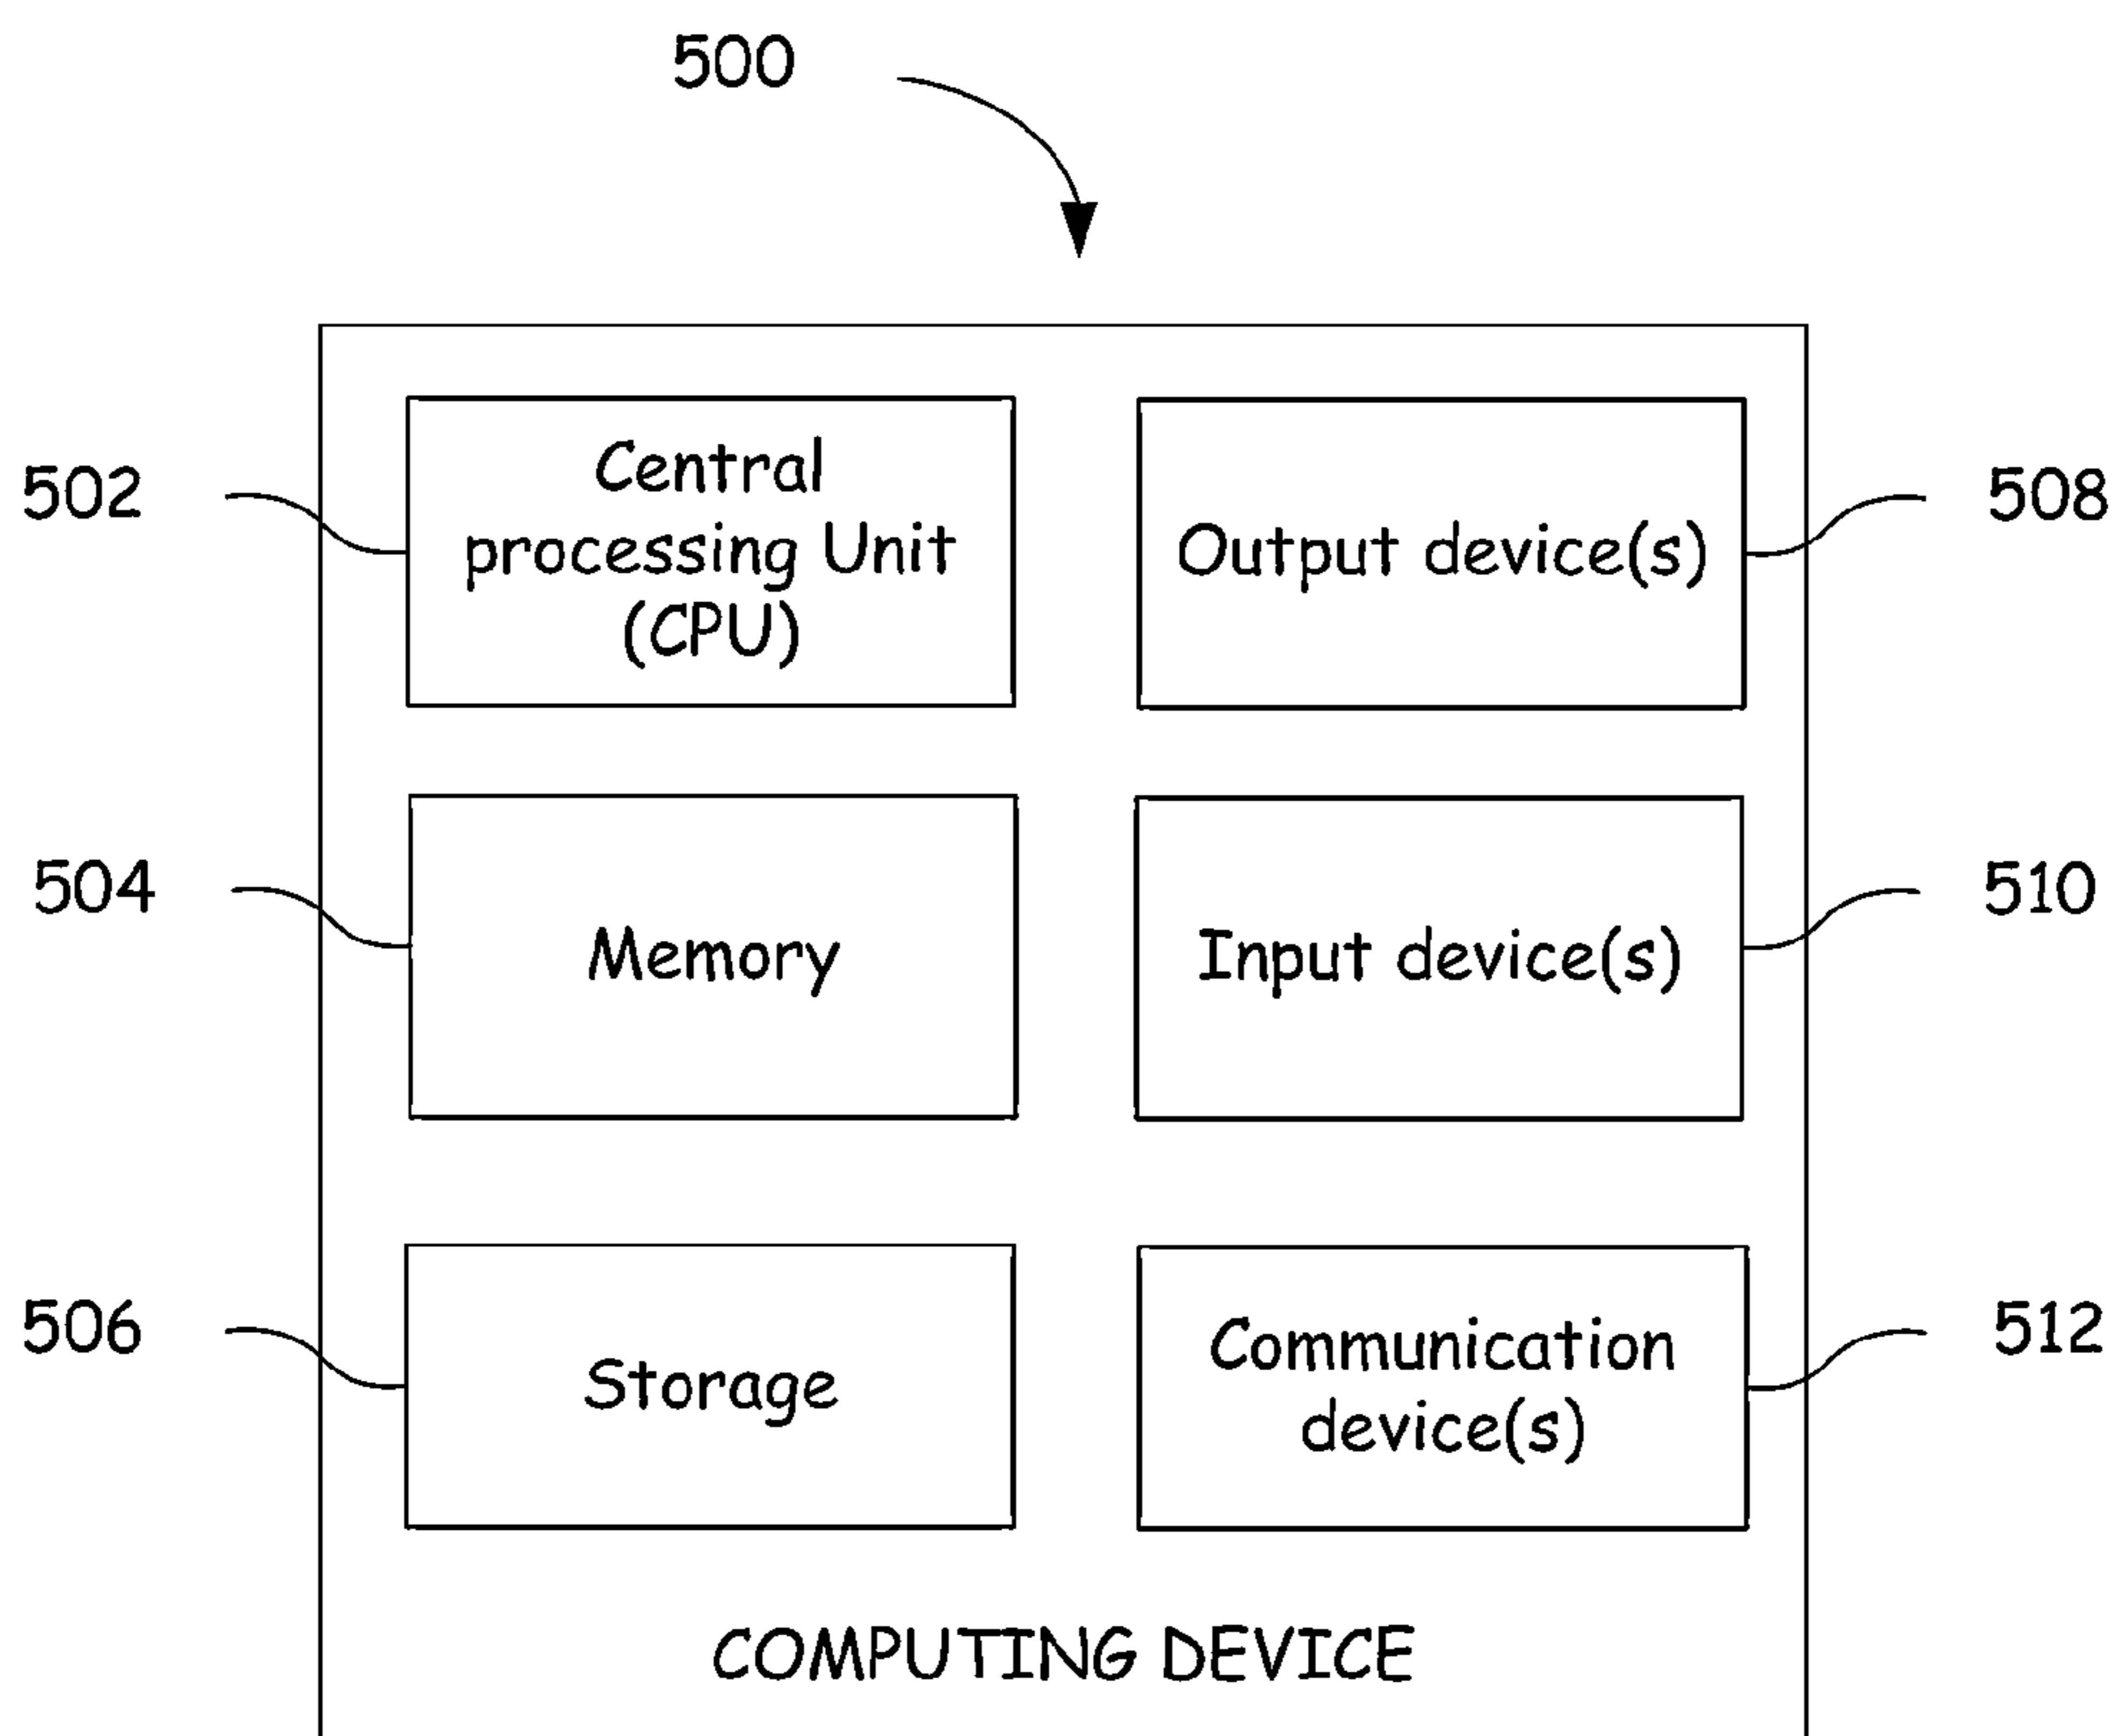 500
502
Central
processing Unit
(CPU)
Output device(s)
508
504
Memory
Input device(s)
510
506
Storage
Communication
device(s)
512
COMPUTING DEVICE